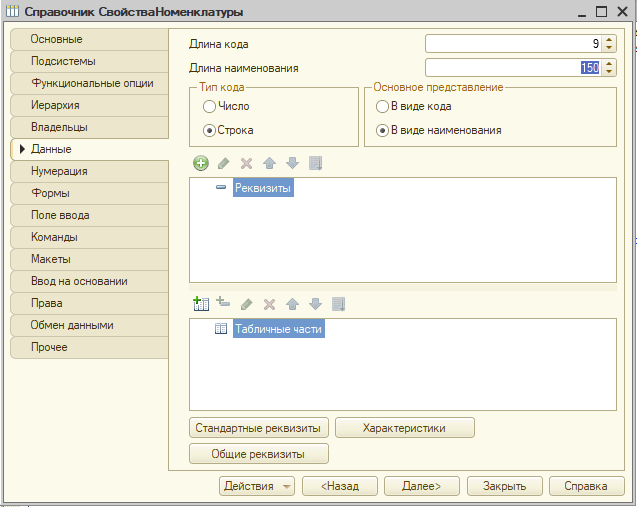 Справочник СвойстваНоменклатуры
Основные
Подсистемы
Функциональные опции
Иерархия
Владельцы
Данные
Нумерация
Формы
Поле ввода
Команды
Макеты
Ввод на основании
Права
Обмен данными
Прочее
Длина кода 9
Длина наименования 150
Тип кода
Число
Строка
Основное представление
В виде кода
В виде наименования
Реквизиты
Табличные части
Стандартные реквизиты Характеристики
Общие реквизиты
Действия <Назад Далее> Закрыть Справка